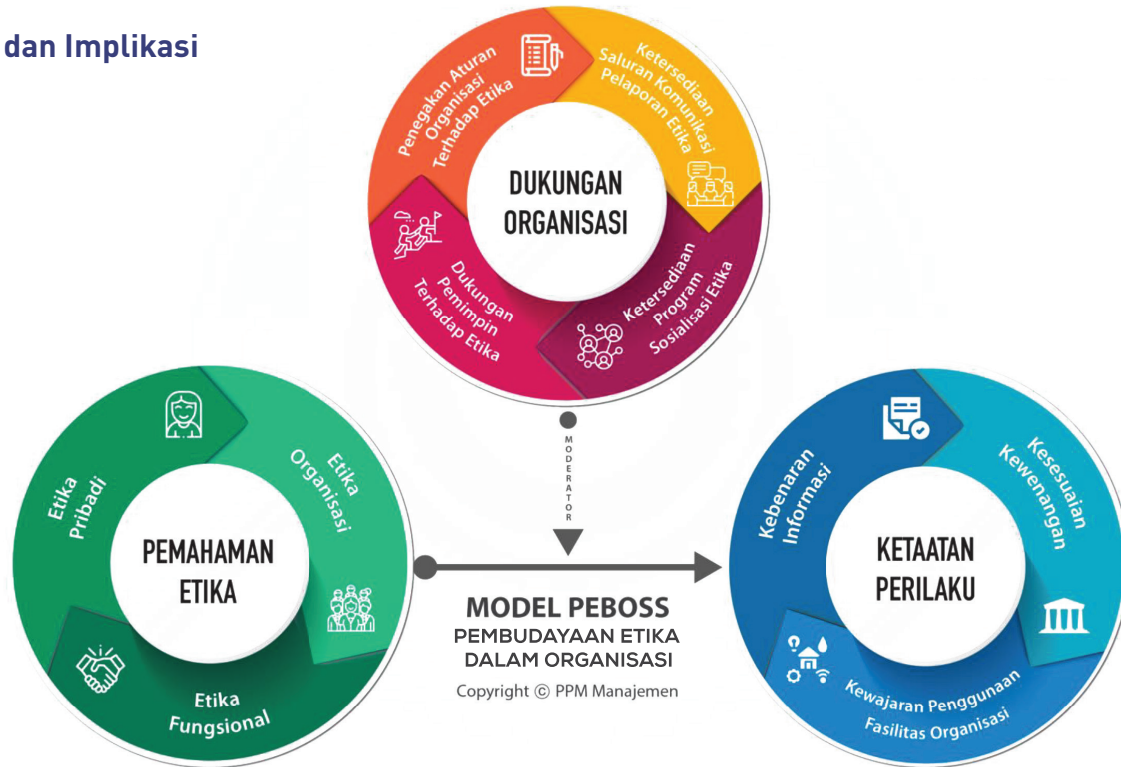 dan Implikasi
Penegakan Aturan
Organisasi
Terhadap Etika
Ketersediaan
Saluran Komunikasi
Pelaporan Etika
DUKUNGAN
ORGANISASI
Dukungan
Pemimpin
Terhadap Etika
Ketersediaan
Program
Sosialisasi Etika
MODERATOR
Etika
Pribadi
Etika
Organisasi
PEMAHAMAN
ETIKA
Etika
Fungsional
MODEL PEBOSS
PEMBUDAYAAN ETIKA
DALAM ORGANISASI
Copyright © PPM Manajemen
Kebenaran
Informasi
Kesesuaian
Kewenangan
KETAATAN
PERILAKU
Kewajaran Penggunaan
Fasilitas Organisasi